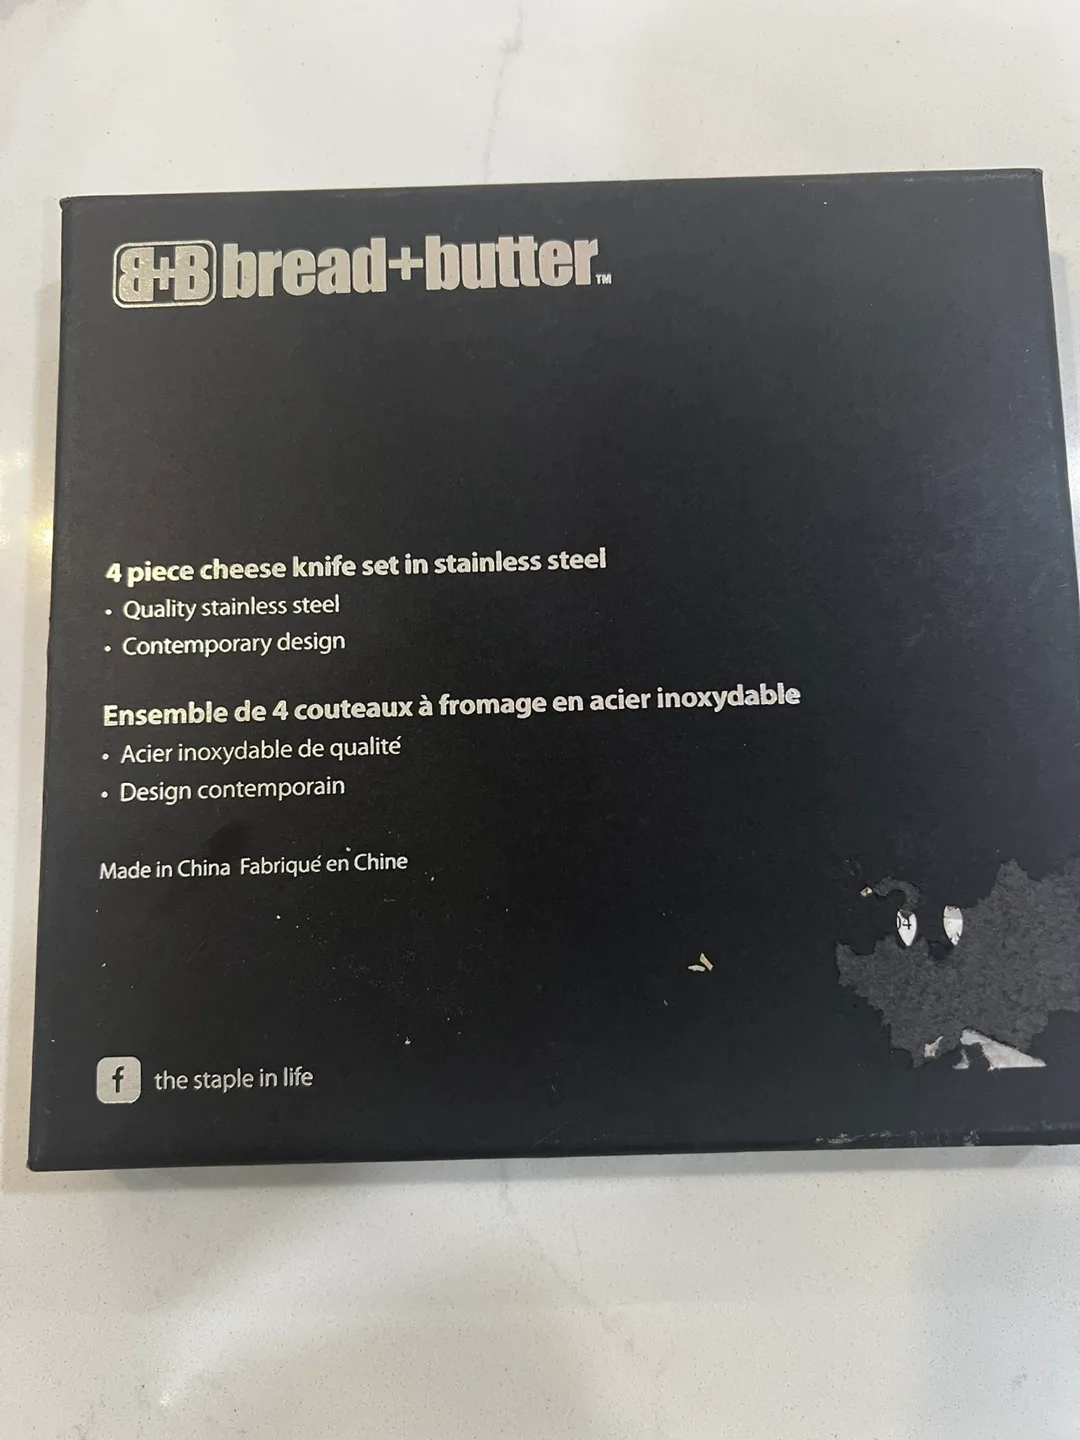 B+B bread+butter™
4 piece cheese knife set in stainless steel
• Quality stainless steel
• Contemporary design
Ensemble de 4 couteaux à fromage en acier inoxydable
• Acier inoxydable de qualité
• Design contemporain
Made in China Fabriqué en Chine
04
f the staple in life